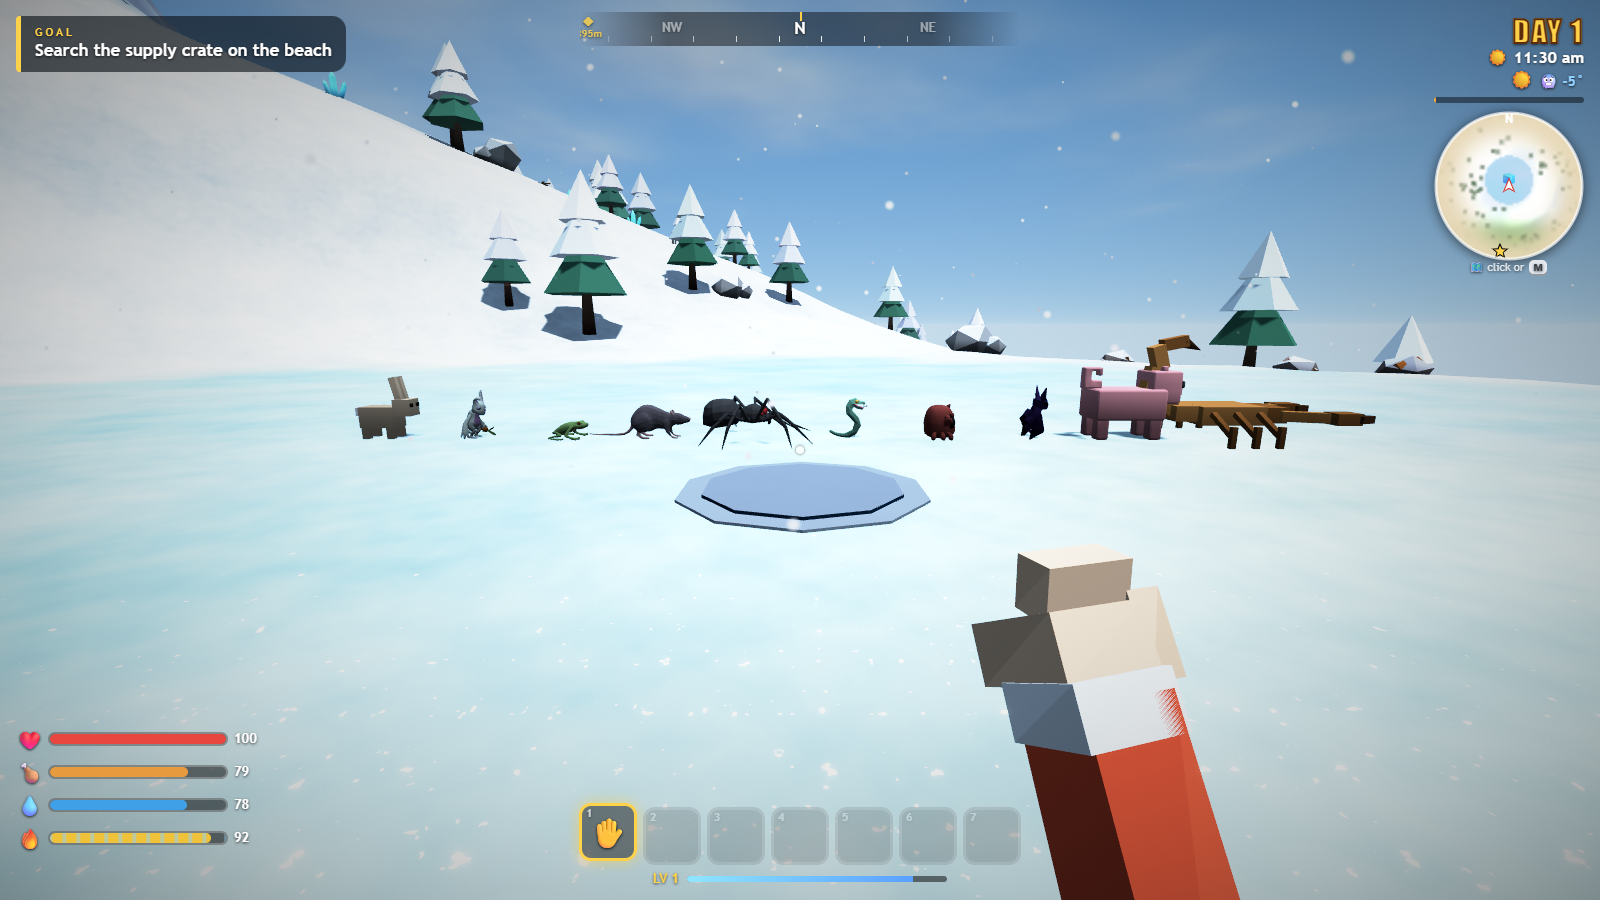 GOAL
Search the supply crate on the beach
95m
NW
N
NE
DAY 1
11:30 am
-5°
N
click or M
100
79
78
92
1
2
3
4
5
6
7
LV 1